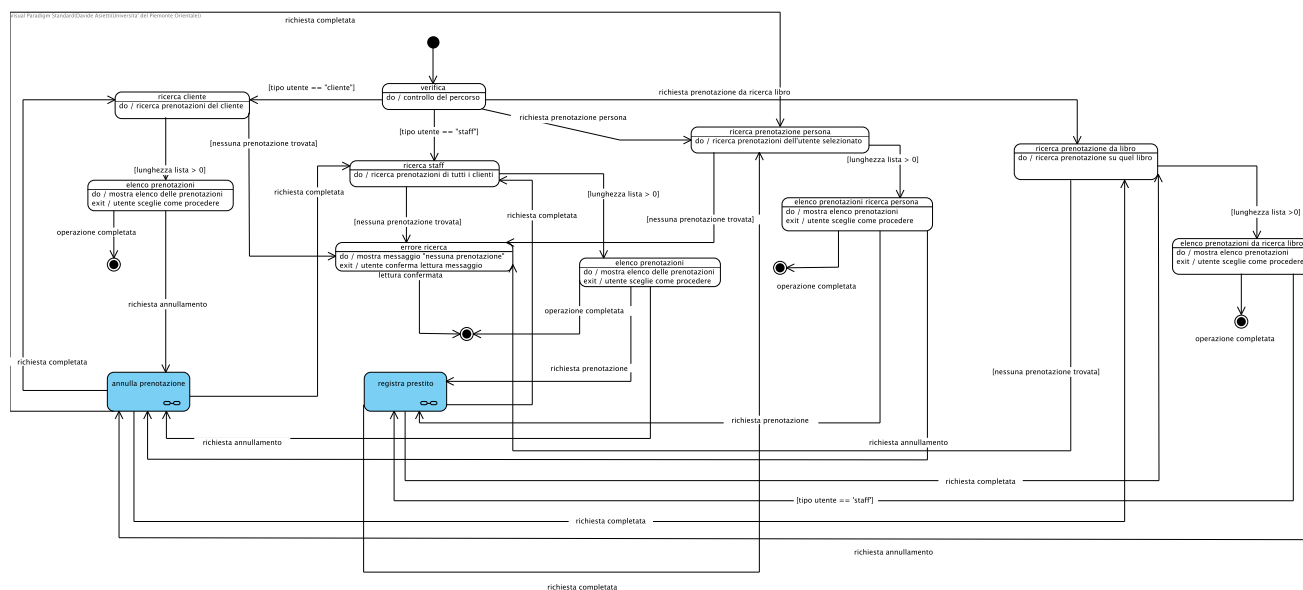 Visual Paradigm Standard(Davide Asietti(Universita' del Piemonte Orientale))
richiesta completata
verifica
do / controllo del percorso
[tipo utente == "cliente"]
ricerca cliente
do / ricerca prenotazioni del cliente
richiesta prenotazione da ricerca libro
richiesta prenotazione persona
[tipo utente == "staff"]
ricerca prenotazione persona
do / ricerca prenotazioni dell'utente selezionato
[nessuna prenotazione trovata]
ricerca prenotazione da libro
do / ricerca prenotazione su quel libro
[lunghezza lista > 0]
ricerca staff
do / ricerca prenotazioni di tutti i clienti
[lunghezza lista > 0]
elenco prenotazioni
do / mostra elenco delle prenotazioni
exit / utente sceglie come procedere
richiesta completata
[lunghezza lista > 0]
elenco prenotazioni ricerca persona
do / mostra elenco prenotazioni
exit / utente sceglie come procedere
[lunghezza lista >0]
richiesta completata
[nessuna prenotazione trovata]
[nessuna prenotazione trovata]
operazione completata
errore ricerca
do / mostra messaggio "nessuna prenotazione"
exit / utente conferma lettura messaggio
lettura confermata
elenco prenotazioni da ricerca libro
do / mostra elenco prenotazioni
exit / utente sceglie come procedere
elenco prenotazioni
do / mostra elenco delle prenotazioni
exit / utente sceglie come procedere
operazione completata
richiesta annullamento
operazione completata
operazione completata
richiesta completata
richiesta prenotazione
[nessuna prenotazione trovata]
annulla prenotazione
registra prestito
richiesta prenotazione
richiesta annullamento
richiesta annullamento
richiesta completata
[tipo utente == "staff"]
richiesta completata
richiesta annullamento
richiesta completata